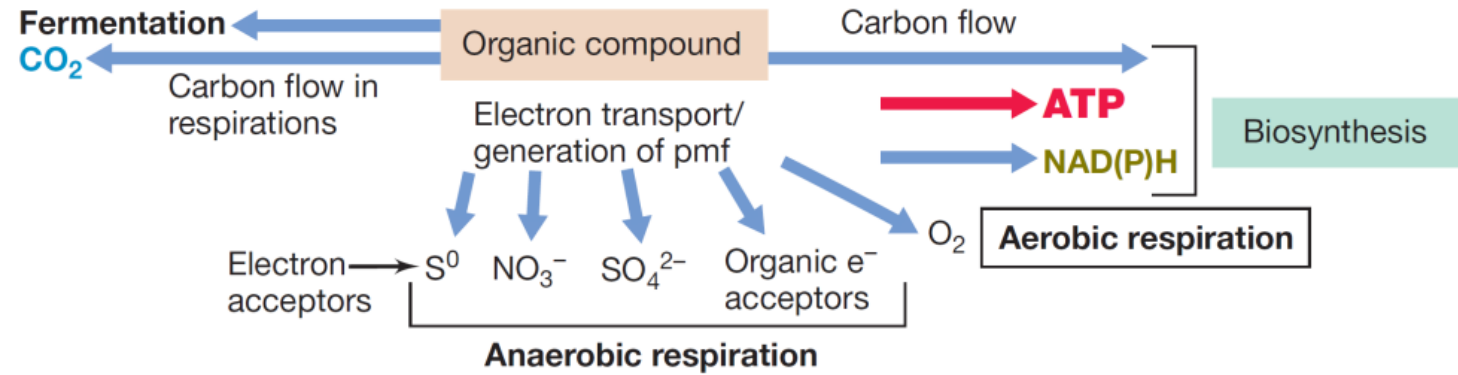 Fermentation
CO₂
Carbon flow in
respirations
Organic compound
Carbon flow
Electron transport/
generation of pmf
ATP
NAD(P)H
Biosynthesis
Electron
acceptors
S⁰
NO₃⁻
SO₄²⁻
Organic e⁻
acceptors
O₂
Aerobic respiration
Anaerobic respiration